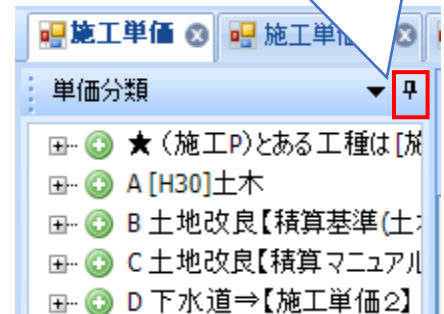 施工単価 施工単
単価分類
★（施工P）とある工種は[施
A [H30]土木
B 土地改良【積算基準(土
C 土地改良【積算マニュアル
D 下水道⇒【施工単価２】